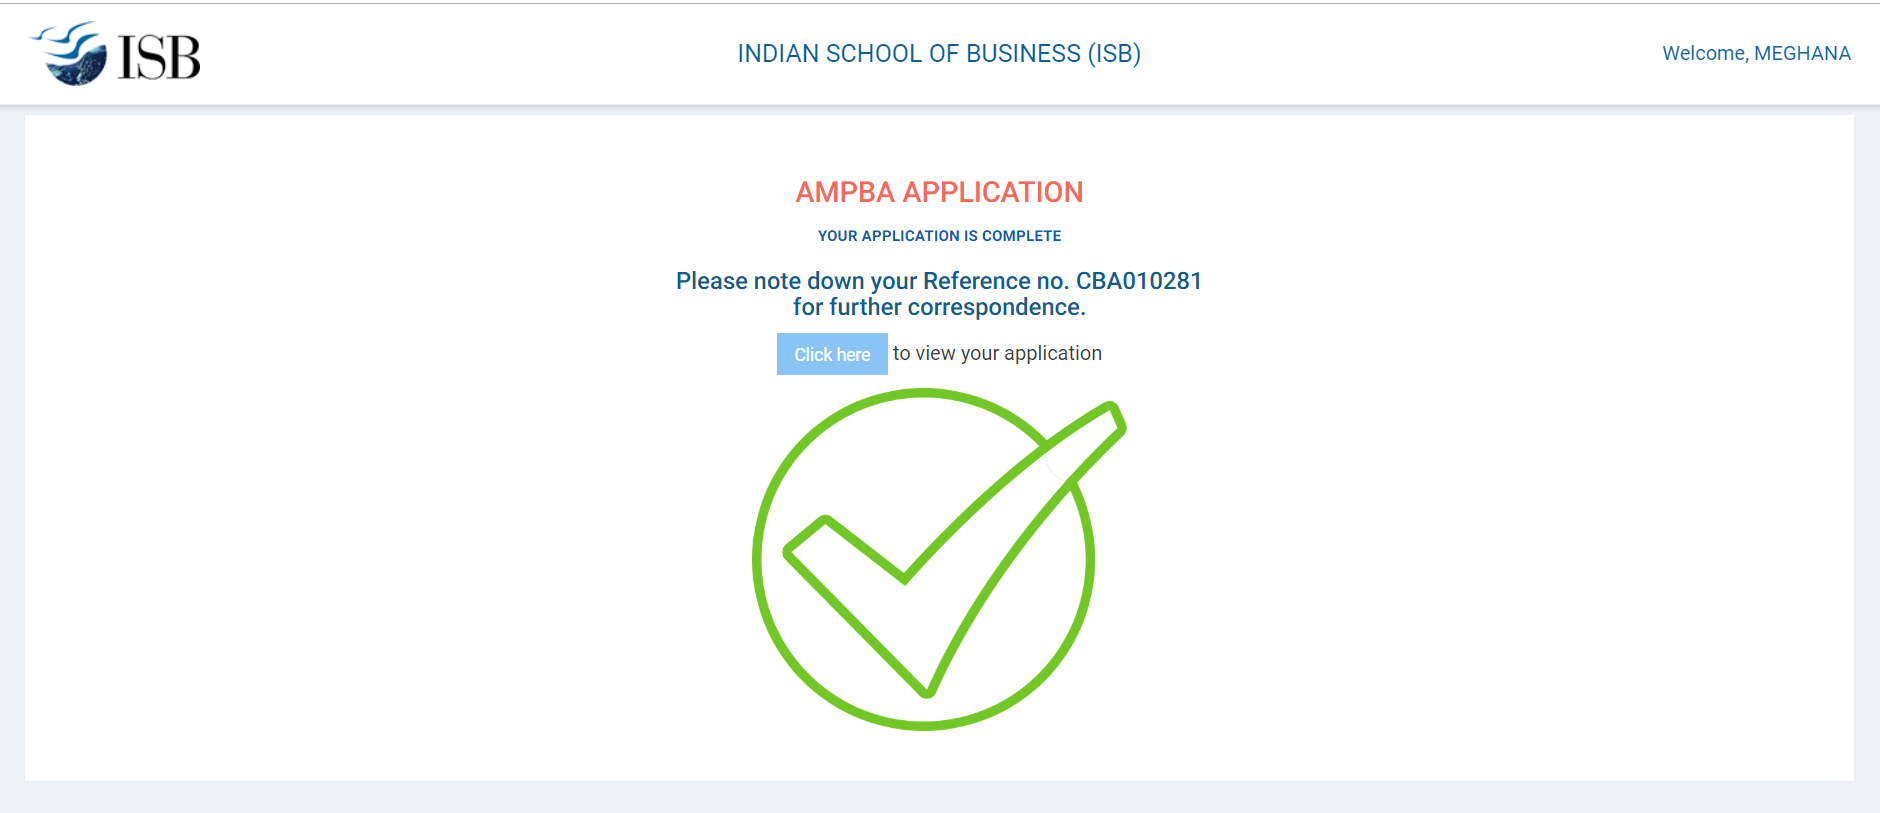 ISB
INDIAN SCHOOL OF BUSINESS (ISB)
Welcome, MEGHANA
AMPBA APPLICATION
YOUR APPLICATION IS COMPLETE
Please note down your Reference no. CBA010281
for further correspondence.
Click here to view your application